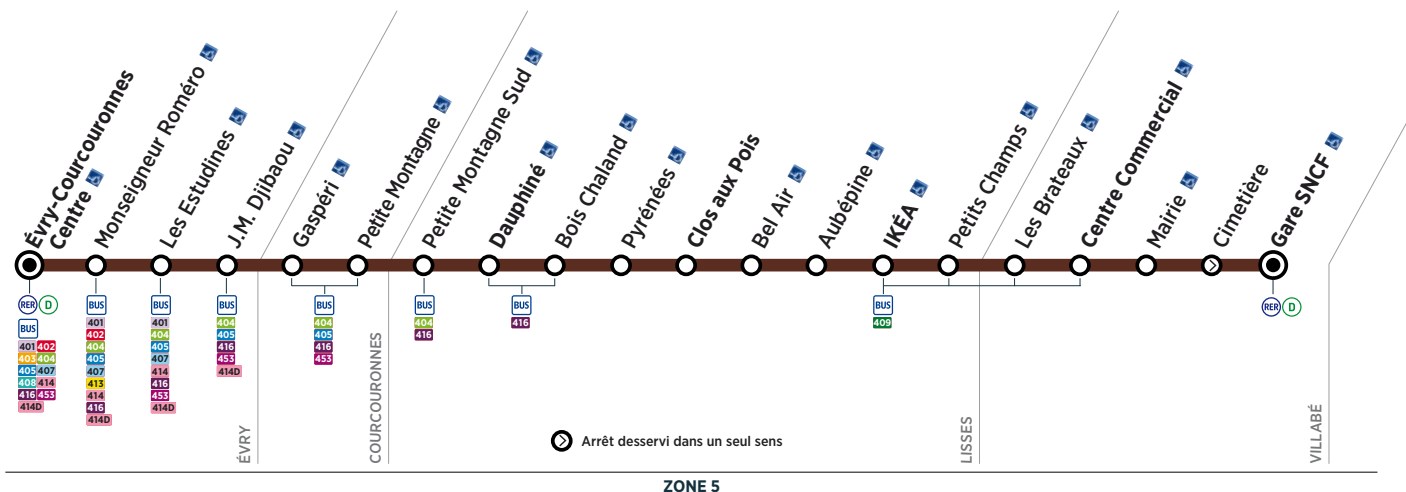 Évry-Courcouronnes
Centre
Monseigneur Roméro
Les Estudines
J.M. Djibaou
Gaspéri
Petite Montagne
Petite Montagne Sud
Dauphiné
Bois Chaland
Pyrénées
Clos aux Pois
Bel Air
Aubépine
IKÉA
Petits Champs
Les Brateaux
Centre Commercial
Mairie
Cimetière
Gare SNCF
RER D
BUS
401 402
403 404
405 407
408 414
416 453
414D
BUS
401
402
404
405
407
413
414
416
414D
BUS
401
404
405
407
414
416
453
414D
BUS
404
405
416
453
414D
BUS
404
405
416
453
BUS
404
416
BUS
416
BUS
409
RER D
ÉVRY
COURCOURONNES
LISSES
VILLABÉ
Arrêt desservi dans un seul sens
ZONE 5